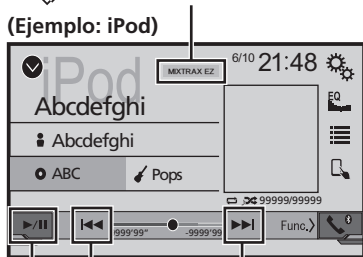 (Ejemplo: iPod)
iPod
MIXTRAX EZ
6/10 21:48
EQ
Abcdefghi
Abcdefghi
ABC
Pops
99999/99999
9999'99" -9999'99
Func.